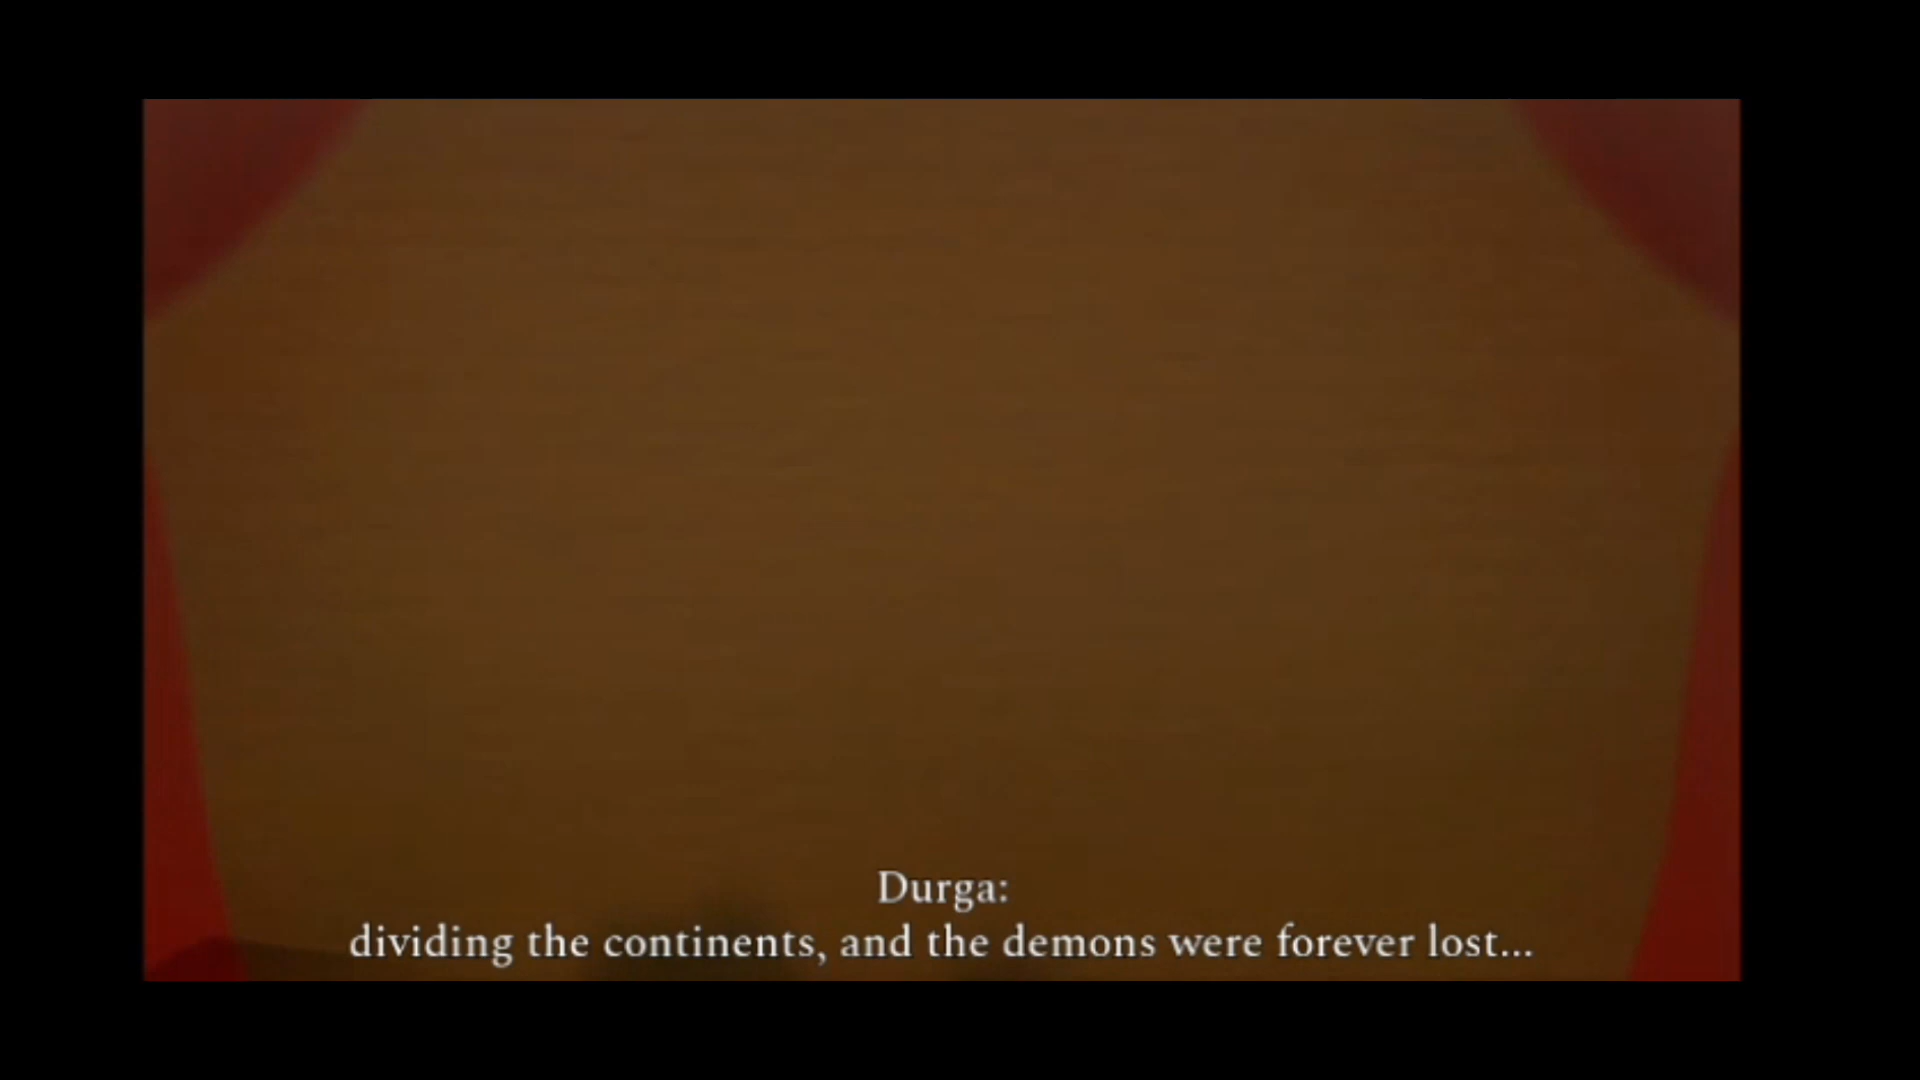 Durga:
dividing the continents, and the demons were forever lost...